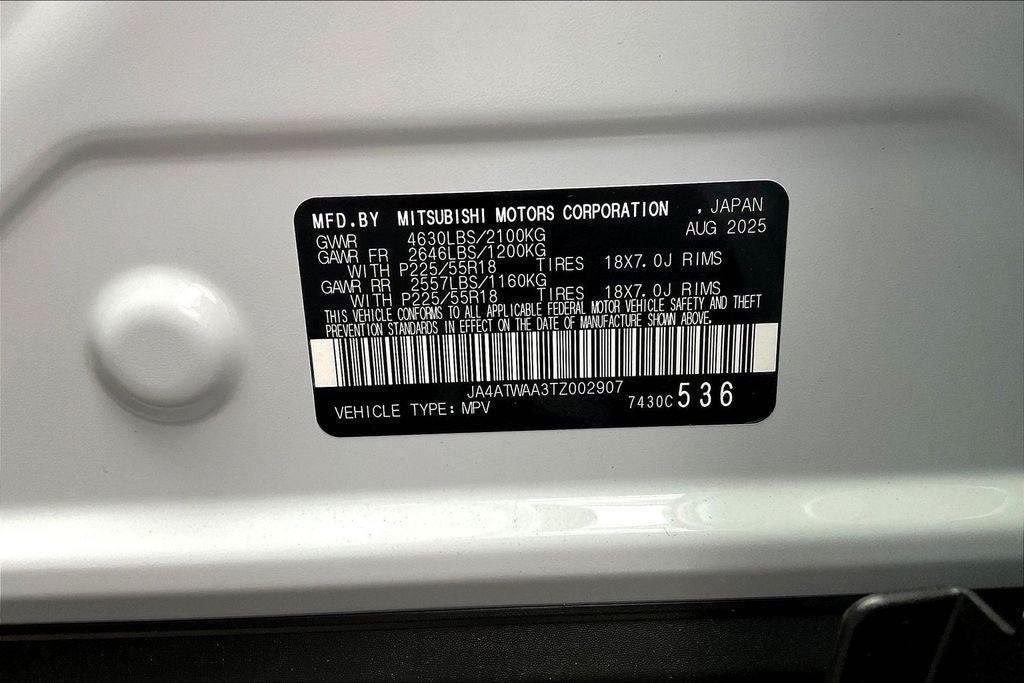 MFD.BY MITSUBISHI MOTORS CORPORATION , JAPAN
AUG 2025
GVWR 4630LBS/2100KG
GAWR FR 2646LBS/1200KG
WITH P225/55R18 TIRES 18X7.0J RIMS
GAWR RR 2557LBS/1160KG
WITH P225/55R18 TIRES 18X7.0J RIMS
THIS VEHICLE CONFORMS TO ALL APPLICABLE FEDERAL MOTOR VEHICLE SAFETY AND THEFT
PREVENTION STANDARDS IN EFFECT ON THE DATE OF MANUFACTURE SHOWN ABOVE.
JA4ATWAA3TZ002907
VEHICLE TYPE: MPV 7430C 536